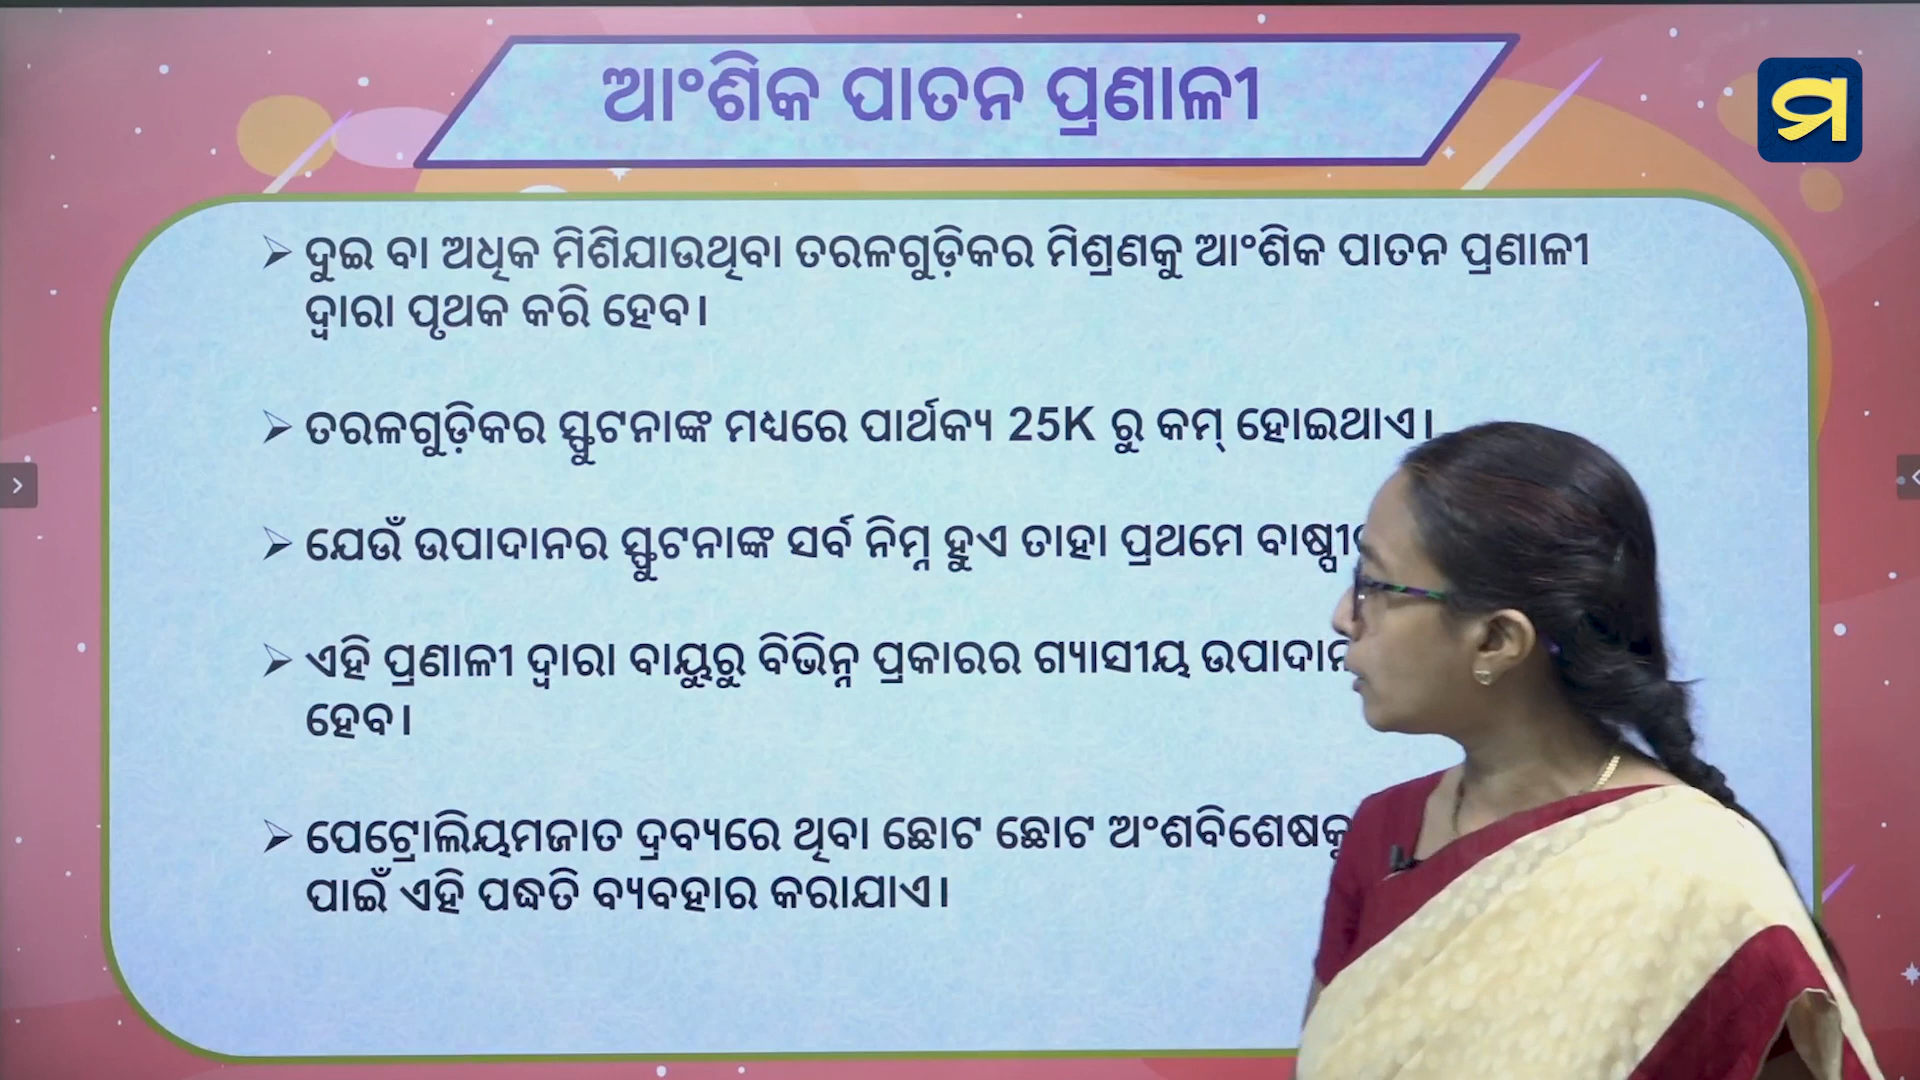 ଆଂଶିକ ପାତନ ପ୍ରଣାଳୀ
ମ
➢ ଦୁଇ ବା ଅଧିକ ମିଶିଯାଉଥିବା ତରଳଗୁଡ଼ିକର ମିଶ୍ରଣକୁ ଆଂଶିକ ପାତନ ପ୍ରଣାଳୀ
ଦ୍ୱାରା ପୃଥକ କରି ହେବ।
➢ ତରଳଗୁଡ଼ିକର ସ୍ଫୁଟନାଙ୍କ ମଧ୍ୟରେ ପାର୍ଥକ୍ୟ 25K ରୁ କମ୍ ହୋଇଥାଏ।
➢ ଯେଉଁ ଉପାଦାନର ସ୍ଫୁଟନାଙ୍କ ସର୍ବ ନିମ୍ନ ହୁଏ ତାହା ପ୍ରଥମେ
➢ ଏହି ପ୍ରଣାଳୀ ଦ୍ୱାରା ବାୟୁରୁ ବିଭିନ୍ନ ପ୍ରକାରର ଗ୍ୟାସୀୟ
ହେବ।
➢ ପେଟ୍ରୋଲିୟମଜାତ ଦ୍ରବ୍ୟରେ ଥିବା ଛୋଟ ଛୋଟ ଅଂଶବିଶେଷକୁ
ପାଇଁ ଏହି ପଦ୍ଧତି ବ୍ୟବହାର କରାଯାଏ।